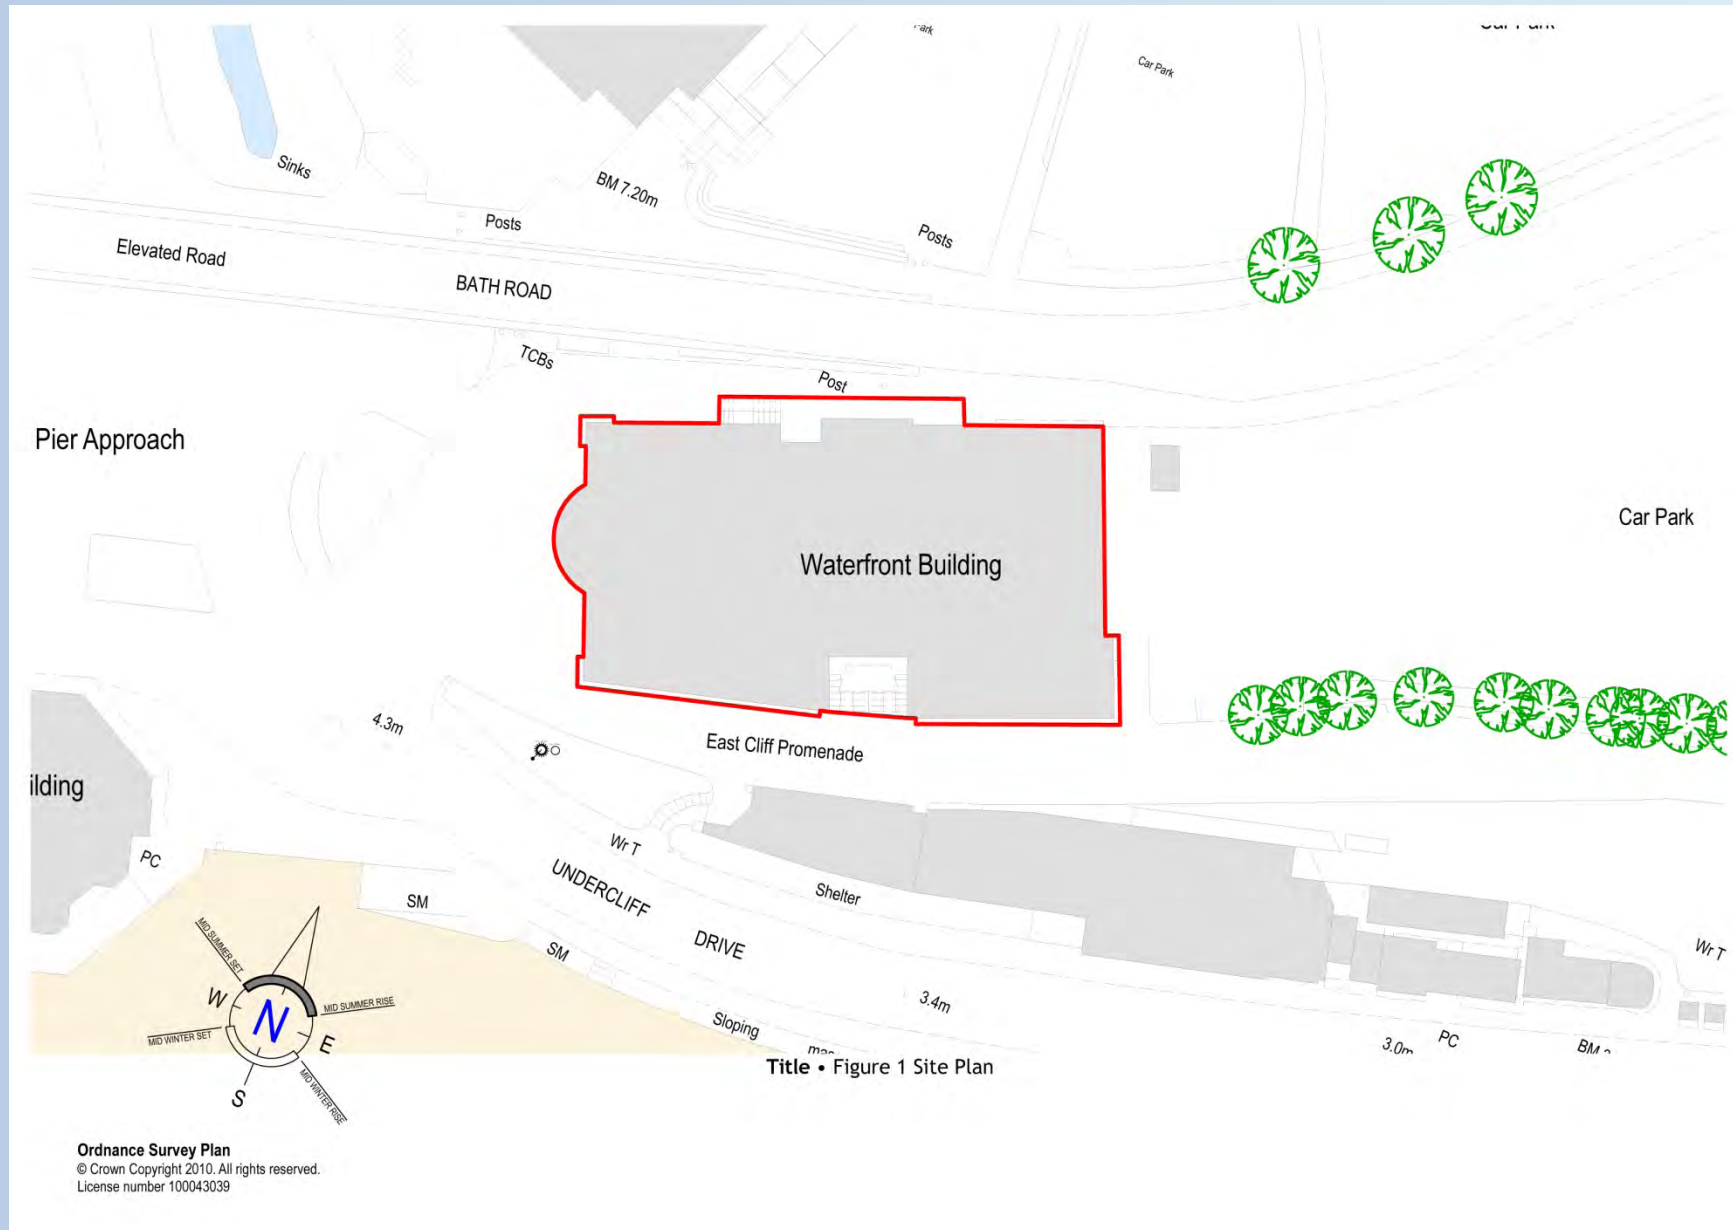 Park
Car Park
Car Park
Sinks
BM 7.20m
Posts
Posts
Elevated Road
BATH ROAD
TCBs
Post
Pier Approach
Car Park
Waterfront Building
4.3m
East Cliff Promenade
ilding
Wr T
PC
UNDERCLIFF
DRIVE
Shelter
SM
SM
Wr T
3.4m
Sloping
PC
3.0m
BM
MID SUMMER SET
MID SUMMER RISE
W
N
E
S
MID WINTER SET
MID WINTER RISE
Title • Figure 1 Site Plan
Ordnance Survey Plan
© Crown Copyright 2010. All rights reserved.
License number 100043039